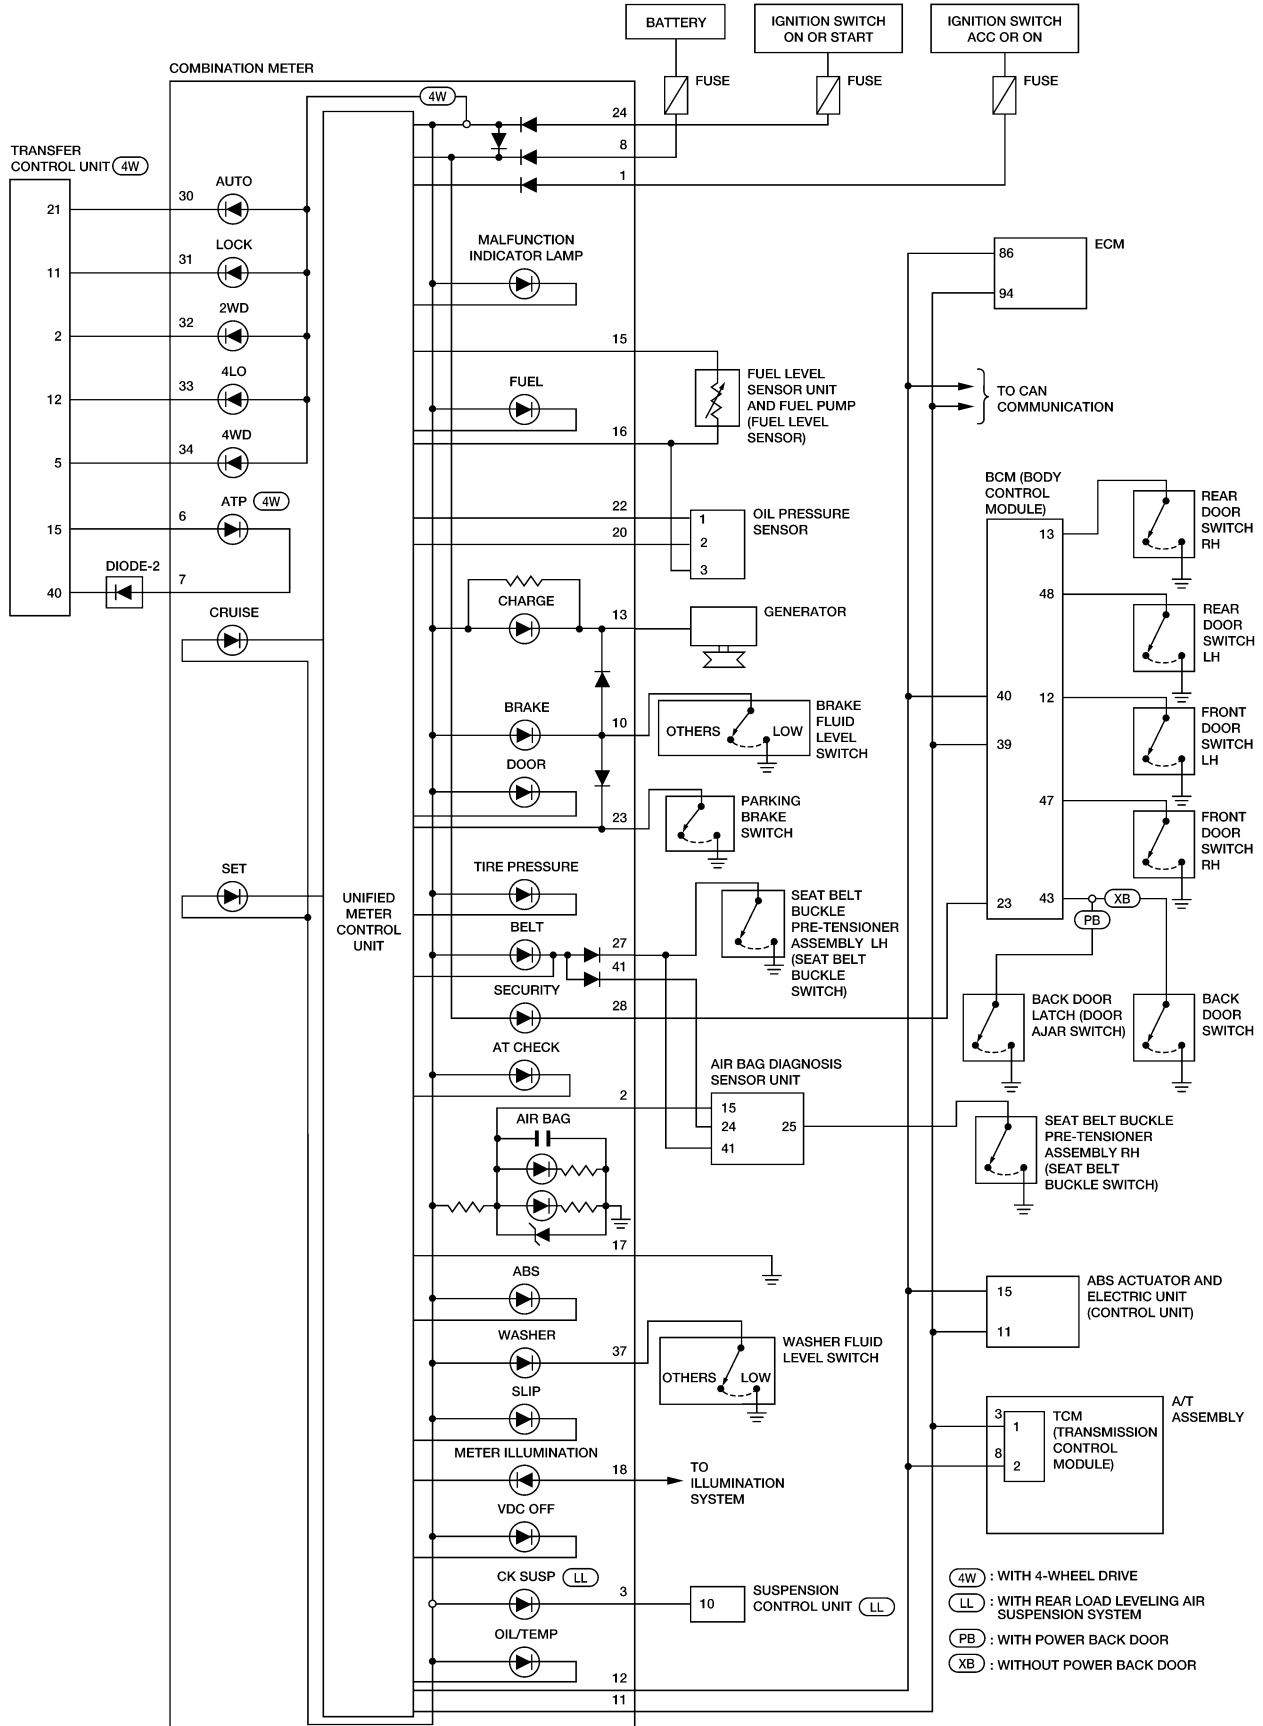 BATTERY
IGNITION SWITCH
ON OR START
IGNITION SWITCH
ACC OR ON
FUSE
FUSE
FUSE
COMBINATION METER
4W
24
8
1
TRANSFER
CONTROL UNIT 4W
AUTO
21
30
LOCK
11
31
2WD
2
32
4LO
12
33
4WD
5
34
ATP 4W
15
6
DIODE-2
40
7
CRUISE
SET
UNIFIED
METER
CONTROL
UNIT
MALFUNCTION
INDICATOR LAMP
15
FUEL
16
FUEL LEVEL
SENSOR UNIT
AND FUEL PUMP
(FUEL LEVEL
SENSOR)
22
20
1
2
3
OIL PRESSURE
SENSOR
CHARGE
13
GENERATOR
BRAKE
10
OTHERS
LOW
BRAKE
FLUID
LEVEL
SWITCH
DOOR
23
PARKING
BRAKE
SWITCH
TIRE PRESSURE
BELT
27
41
SEAT BELT
BUCKLE
PRE-TENSIONER
ASSEMBLY LH
(SEAT BELT
BUCKLE
SWITCH)
SECURITY
28
AT CHECK
2
AIR BAG
17
AIR BAG DIAGNOSIS
SENSOR UNIT
15
24
41
25
SEAT BELT BUCKLE
PRE-TENSIONER
ASSEMBLY RH
(SEAT BELT
BUCKLE SWITCH)
ABS
WASHER
37
OTHERS
LOW
WASHER FLUID
LEVEL SWITCH
SLIP
METER ILLUMINATION
18
TO
ILLUMINATION
SYSTEM
VDC OFF
CK SUSP LL
3
10
SUSPENSION
CONTROL UNIT LL
OIL/TEMP
12
11
86
94
ECM
TO CAN
COMMUNICATION
BCM (BODY
CONTROL
MODULE)
13
48
40
12
39
47
43
23
REAR
DOOR
SWITCH
RH
REAR
DOOR
SWITCH
LH
FRONT
DOOR
SWITCH
LH
FRONT
DOOR
SWITCH
RH
XB
PB
BACK DOOR
LATCH (DOOR
AJAR SWITCH)
BACK
DOOR
SWITCH
15
11
ABS ACTUATOR AND
ELECTRIC UNIT
(CONTROL UNIT)
3
1
8
2
TCM
(TRANSMISSION
CONTROL
MODULE)
A/T
ASSEMBLY
4W : WITH 4-WHEEL DRIVE
LL : WITH REAR LOAD LEVELING AIR
SUSPENSION SYSTEM
PB : WITH POWER BACK DOOR
XB : WITHOUT POWER BACK DOOR